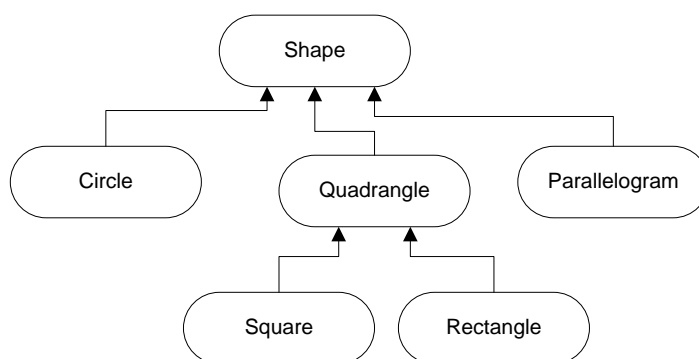 Shape
Circle
Quadrangle
Parallelogram
Square
Rectangle